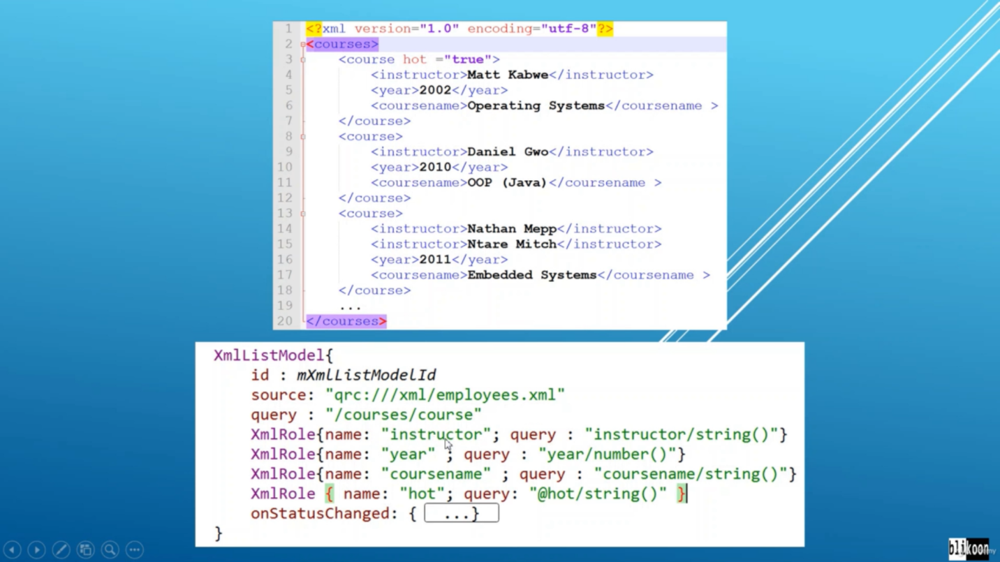 1 <?xml version="1.0" encoding="utf-8"?>
2 <courses>
3 <course hot ="true">
4 <instructor>Matt Kabwe</instructor>
5 <year>2002</year>
6 <coursename>Operating Systems</coursename >
7 </course>
8 <course>
9 <instructor>Daniel Gwo</instructor>
10 <year>2010</year>
11 <coursename>OOP (Java)</coursename >
12 </course>
13 <course>
14 <instructor>Nathan Mepp</instructor>
15 <instructor>Ntare Mitch</instructor>
16 <year>2011</year>
17 <coursename>Embedded Systems</coursename >
18 </course>
19 ...
20 </courses>
XmlListModel{
id : mXmlListModelId
source: "qrc:///xml/employees.xml"
query : "/courses/course"
XmlRole{name: "instructor"; query : "instructor/string()"}
XmlRole{name: "year" ; query : "year/number()"}
XmlRole{name: "coursename" ; query : "coursename/string()"}
XmlRole { name: "hot"; query: "@hot/string()" }
onStatusChanged: { ...}
}
blikoon